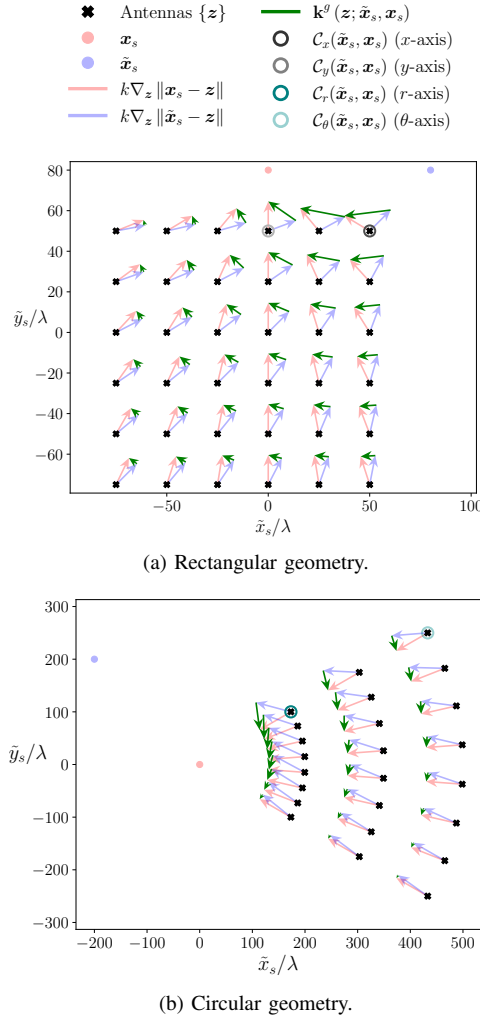 Antennas {z}
x_s
x̃_s
k∇_z ‖x_s − z‖
k∇_z ‖x̃_s − z‖
k^g (z; x̃_s, x_s)
C_x(x̃_s, x_s) (x-axis)
C_y(x̃_s, x_s) (y-axis)
C_r(x̃_s, x_s) (r-axis)
C_θ(x̃_s, x_s) (θ-axis)
80
60
40
20
0
−20
−40
−60
ỹ_s/λ
−50
0
50
100
x̃_s/λ
(a) Rectangular geometry.
300
200
100
0
−100
−200
−300
ỹ_s/λ
−200
−100
0
100
200
300
400
500
x̃_s/λ
(b) Circular geometry.